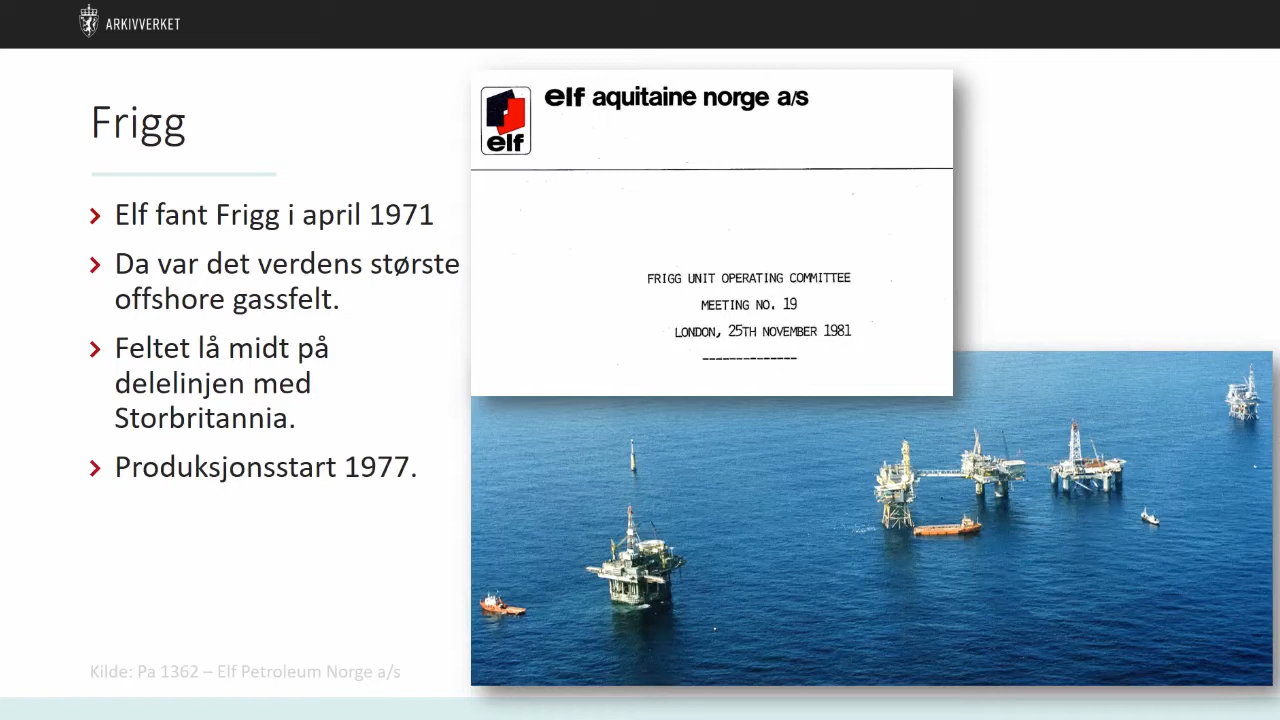 ARKIVVERKET
Frigg
Elf fant Frigg i april 1971
Da var det verdens største
offshore gassfelt.
Feltet lå midt på
delelinjen med
Storbritannia.
Produksjonsstart 1977.
Kilde: Pa 1362 – Elf Petroleum Norge a/s
elf aquitaine norge a/s
elf
FRIGG UNIT OPERATING COMMITTEE
MEETING NO. 19
LONDON, 25TH NOVEMBER 1981